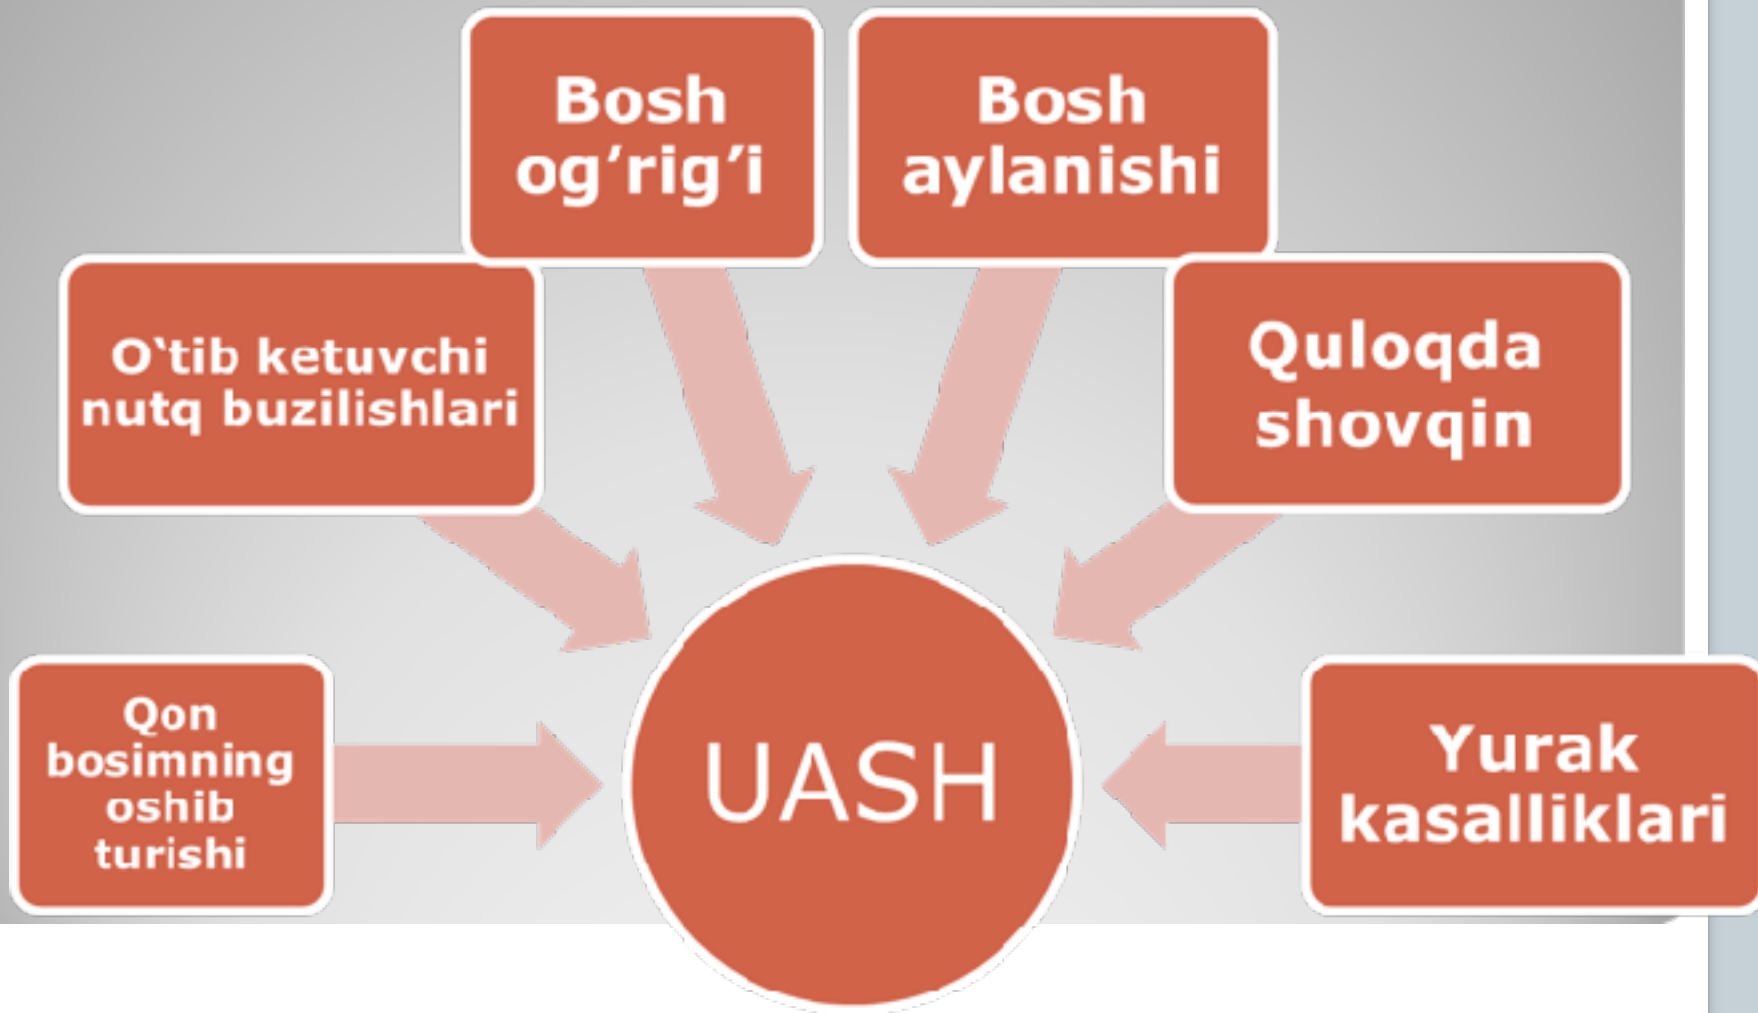 Bosh
og’rig’i
Bosh
aylanishi
O‘tib ketuvchi
nutq buzilishlari
Quloqda
shovqin
Qon
bosimning
oshib
turishi
UASH
Yurak
kasalliklari